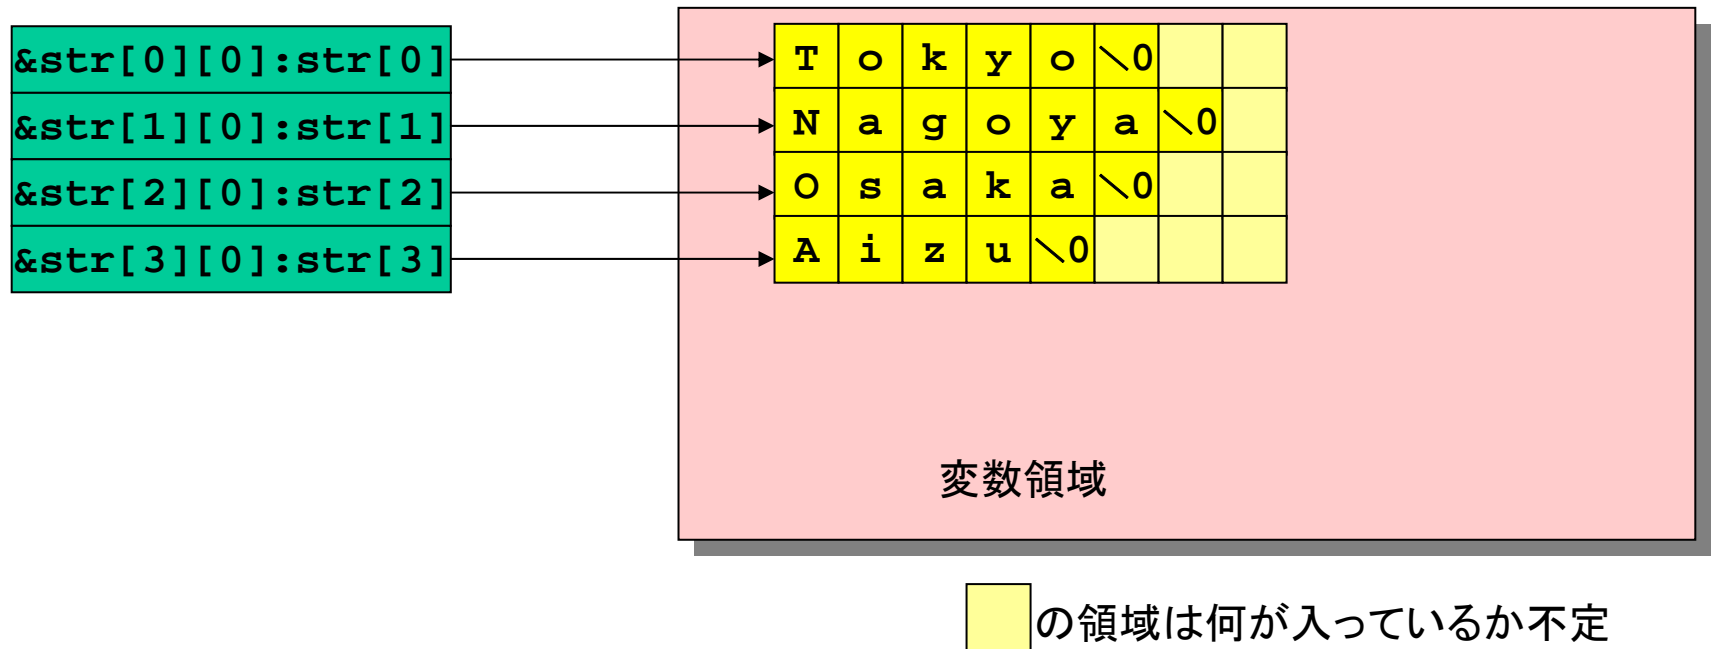 &str[0][0]:str[0] T o k y o \0
&str[1][0]:str[1] N a g o y a \0
&str[2][0]:str[2] O s a k a \0
&str[3][0]:str[3] A i z u \0
変数領域
の領域は何が入っているか不定